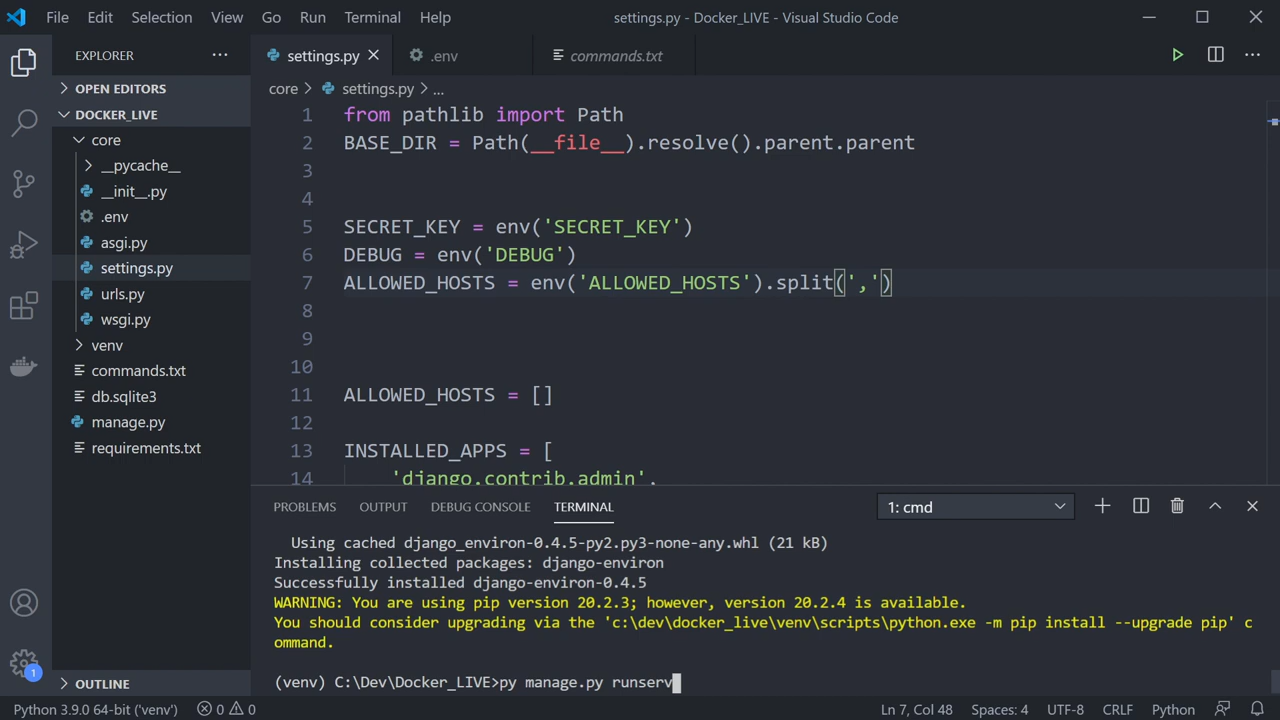 File Edit Selection View Go Run Terminal Help settings.py - Docker_LIVE - Visual Studio Code
EXPLORER
OPEN EDITORS
DOCKER_LIVE
core
__pycache__
__init__.py
.env
asgi.py
settings.py
urls.py
wsgi.py
venv
commands.txt
db.sqlite3
manage.py
requirements.txt
OUTLINE
settings.py .env commands.txt
core > settings.py > ...
1 from pathlib import Path
2 BASE_DIR = Path(__file__).resolve().parent.parent
3
4
5 SECRET_KEY = env('SECRET_KEY')
6 DEBUG = env('DEBUG')
7 ALLOWED_HOSTS = env('ALLOWED_HOSTS').split(',')
8
9
10
11 ALLOWED_HOSTS = []
12
13 INSTALLED_APPS = [
14 'django.contrib.admin',
PROBLEMS OUTPUT DEBUG CONSOLE TERMINAL 1: cmd
Using cached django_environ-0.4.5-py2.py3-none-any.whl (21 kB)
Installing collected packages: django-environ
Successfully installed django-environ-0.4.5
WARNING: You are using pip version 20.2.3; however, version 20.2.4 is available.
You should consider upgrading via the 'c:\dev\docker_live\venv\scripts\python.exe -m pip install --upgrade pip' c
ommand.
(venv) C:\Dev\Docker_LIVE>py manage.py runserv
1
Python 3.9.0 64-bit ('venv') 0 0 Ln 7, Col 48 Spaces: 4 UTF-8 CRLF Python